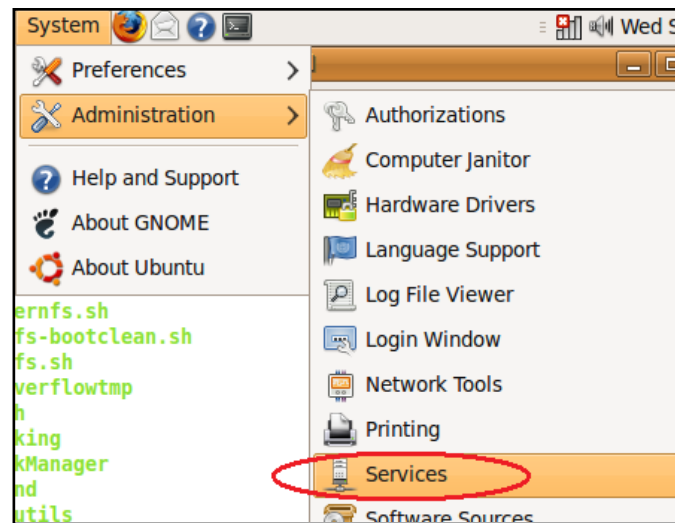 System Wed S
Preferences
Administration
Help and Support
About GNOME
About Ubuntu
Authorizations
Computer Janitor
Hardware Drivers
Language Support
Log File Viewer
Login Window
Network Tools
Printing
Services
Software Sources
ernfs.sh
fs-bootclean.sh
fs.sh
verflowtmp
h
king
kManager
nd
utils